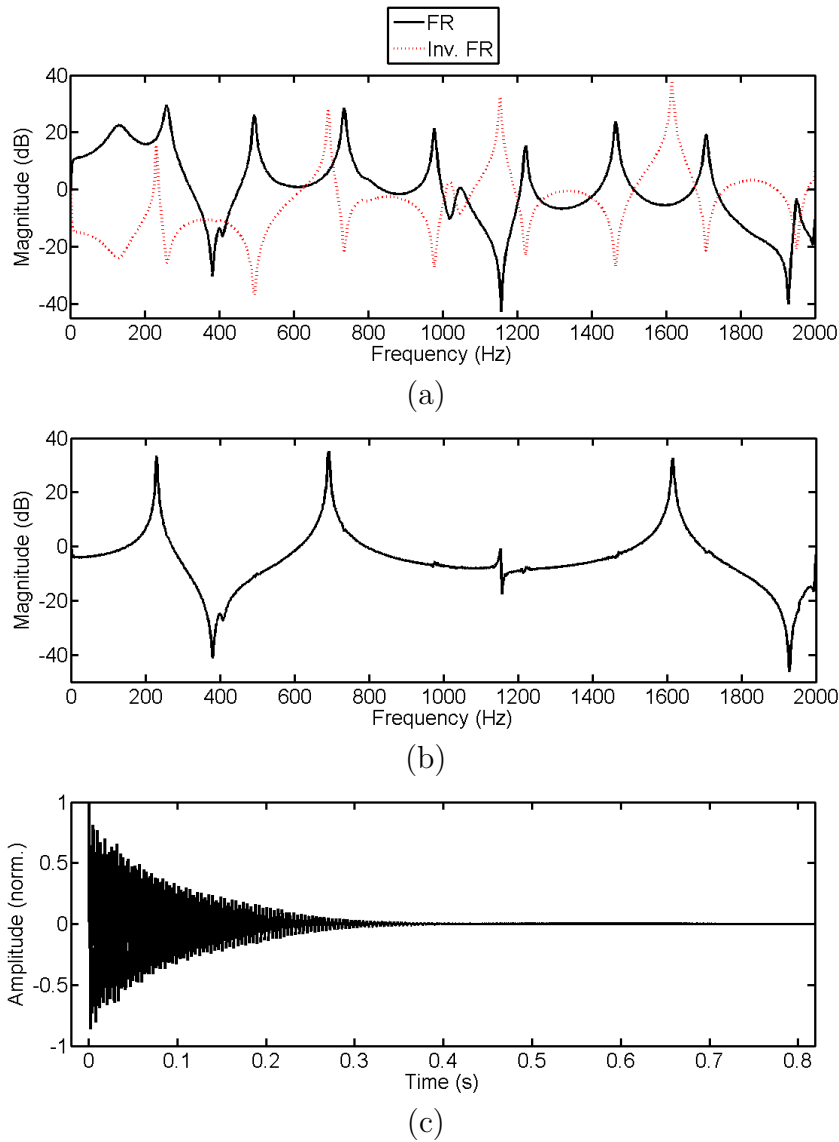 FR
Inv. FR
40
20
0
-20
-40
Magnitude (dB)
0 200 400 600 800 1000 1200 1400 1600 1800 2000
Frequency (Hz)
(a)
40
20
0
-20
-40
Magnitude (dB)
0 200 400 600 800 1000 1200 1400 1600 1800 2000
Frequency (Hz)
(b)
1
0.5
0
-0.5
-1
Amplitude (norm.)
0 0.1 0.2 0.3 0.4 0.5 0.6 0.7 0.8
Time (s)
(c)